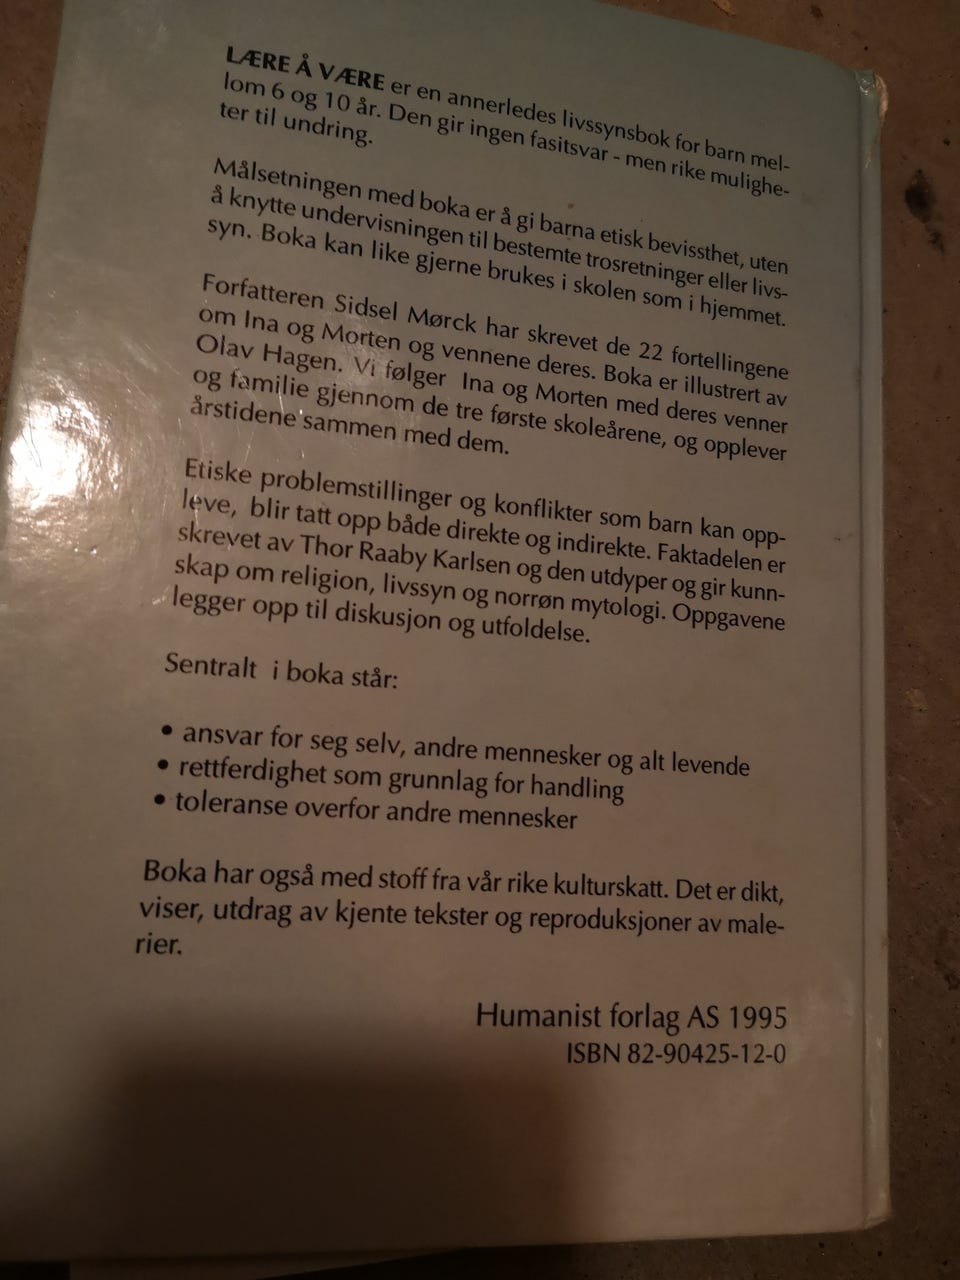 LÆRE Å VÆRE er en annerledes livssynsbok for barn mel-
lom 6 og 10 år. Den gir ingen fasitsvar - men rike mulighe-
ter til undring.
Målsetningen med boka er å gi barna etisk bevissthet, uten
å knytte undervisningen til bestemte trosretninger eller livs-
syn. Boka kan like gjerne brukes i skolen som i hjemmet.
Forfatteren Sidsel Mørck har skrevet de 22 fortellingene
om Ina og Morten og vennene deres. Boka er illustrert av
Olav Hagen. Vi følger Ina og Morten med deres venner
og familie gjennom de tre første skoleårene, og opplever
årstidene sammen med dem.
Etiske problemstillinger og konflikter som barn kan opp-
leve, blir tatt opp både direkte og indirekte. Faktadelen er
skrevet av Thor Raaby Karlsen og den utdyper og gir kunn-
skap om religion, livssyn og norrøn mytologi. Oppgavene
legger opp til diskusjon og utfoldelse.
Sentralt i boka står:
• ansvar for seg selv, andre mennesker og alt levende
• rettferdighet som grunnlag for handling
• toleranse overfor andre mennesker
Boka har også med stoff fra vår rike kulturskatt. Det er dikt,
viser, utdrag av kjente tekster og reproduksjoner av male-
rier.
Humanist forlag AS 1995
ISBN 82-90425-12-0